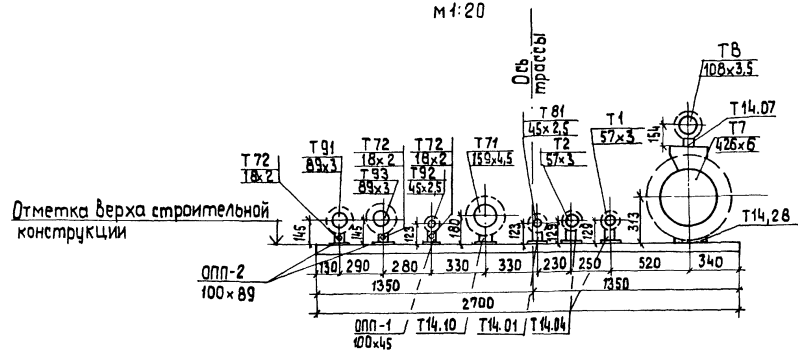 М 1:20
Ось
трассы
ТВ
108х3,5
Т14.07
Т7
426х6
Т1
57х3
Т81
45х2,5
Т2
57х3
Т71
159х4,5
Т72
18х2
Т92
45х2,5
Т72
18х2
Т93
89х3
Т91
89х3
Т72
18х2
154
Отметка верха строительной
конструкции
145
145
123
180
123
129
129
313
Т14,28
130
290
280
330
330
230
250
520
340
ОПП-2
100х89
1350
1350
2700
ОПП-1
100х45
Т14.10
Т14.01
Т14.04